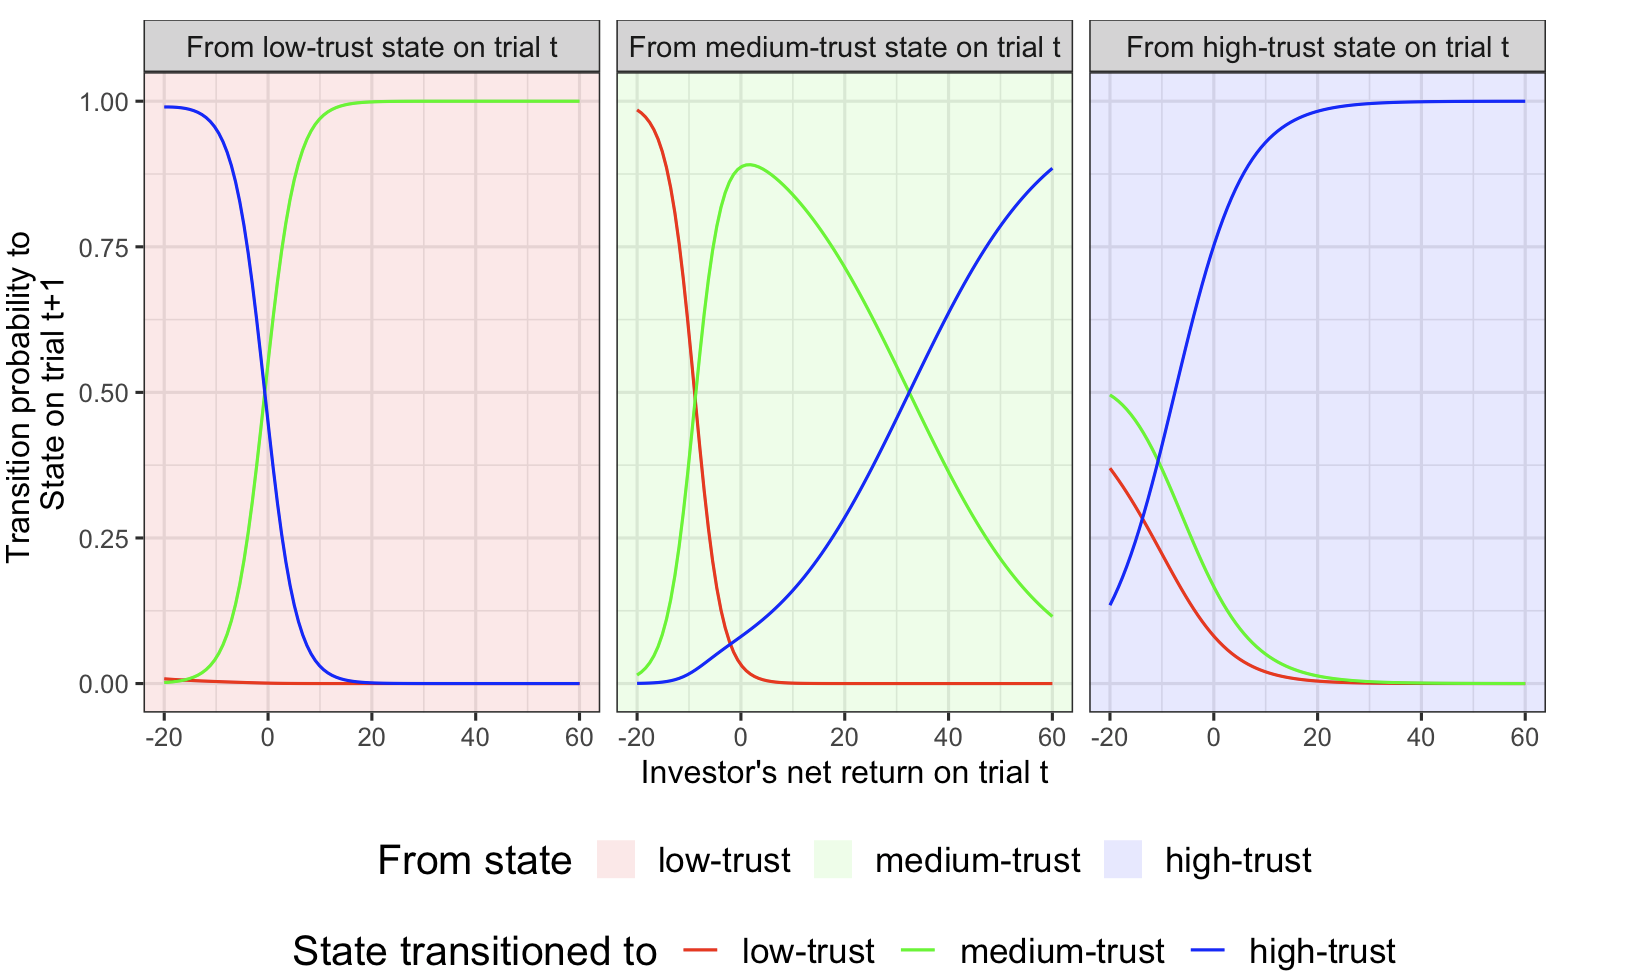 From low-trust state on trial t
From medium-trust state on trial t
From high-trust state on trial t
Transition probability to
State on trial t+1
1.00
0.75
0.50
0.25
0.00
-20 0 20 40 60
-20 0 20 40 60
-20 0 20 40 60
Investor's net return on trial t
From state low-trust medium-trust high-trust
State transitioned to low-trust medium-trust high-trust